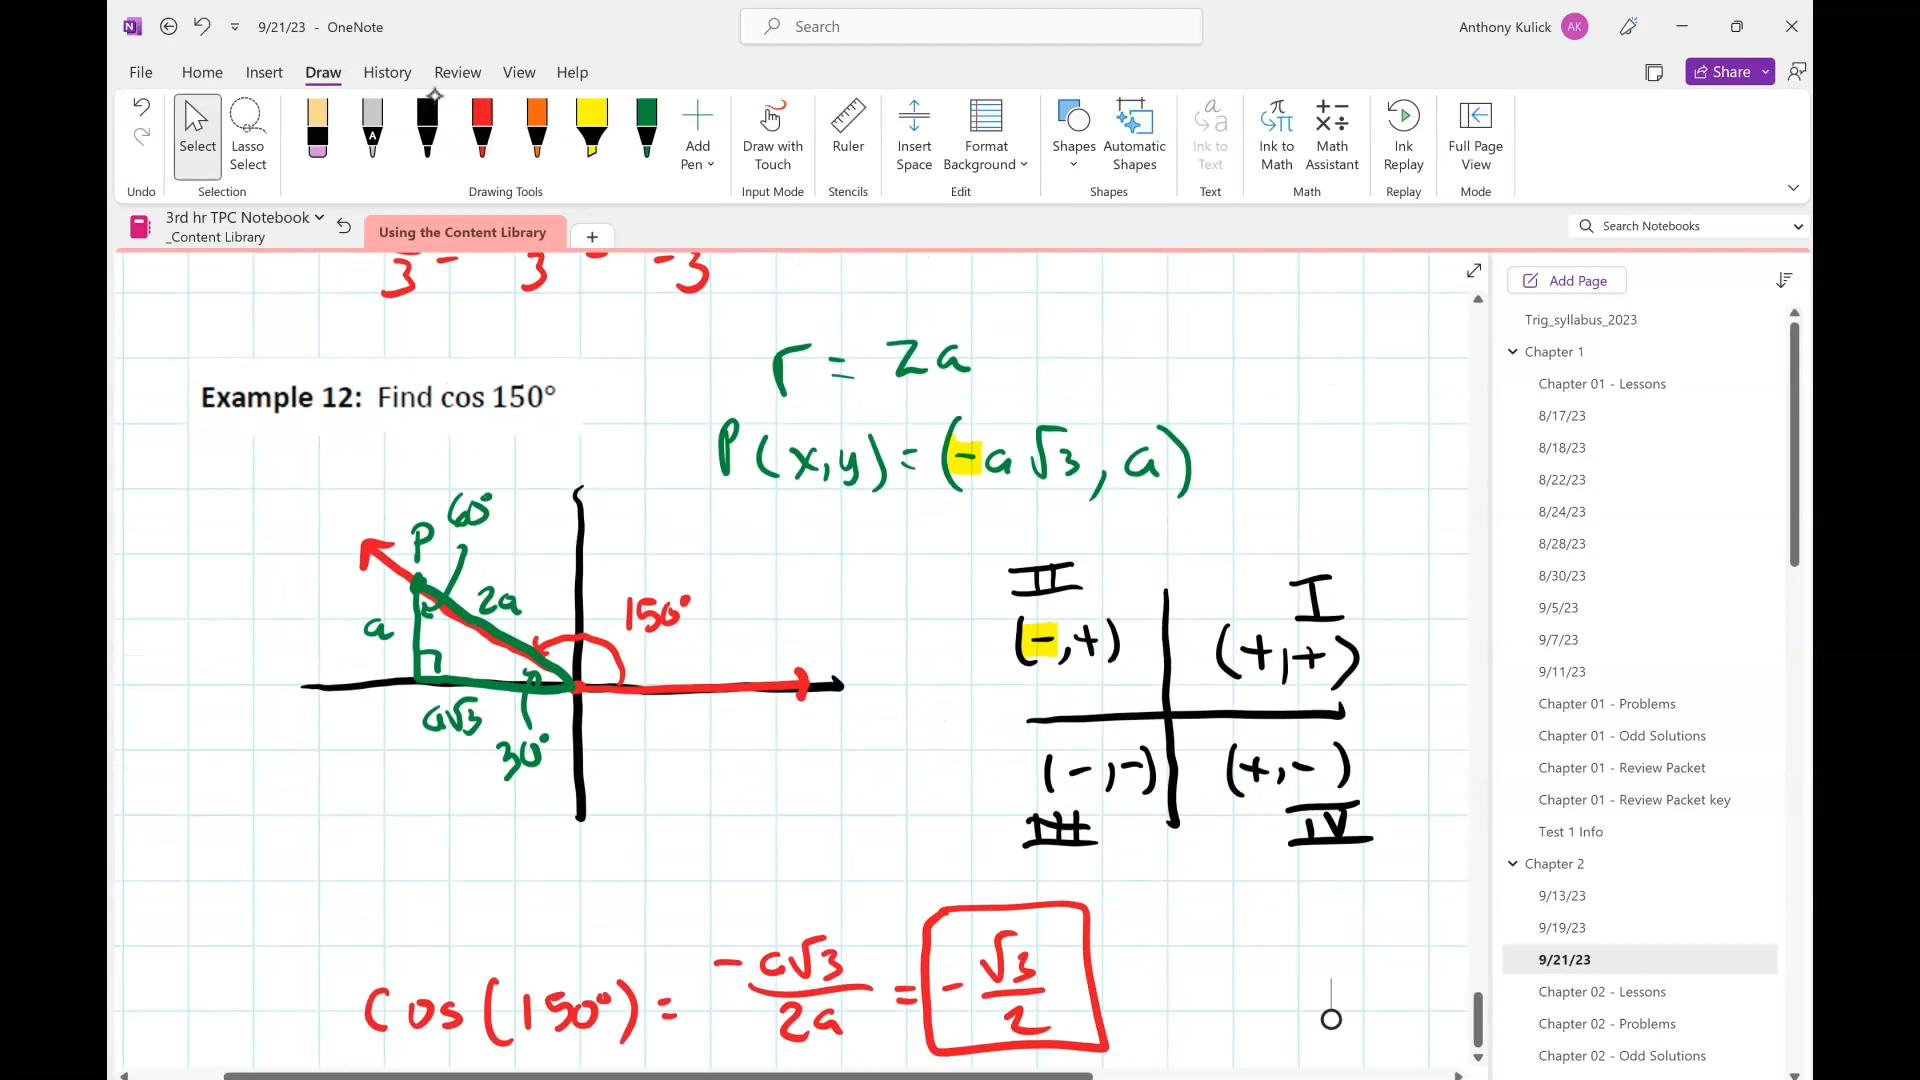 9/21/23 - OneNote
Search
Anthony Kulick AK
File Home Insert Draw History Review View Help
Share
Undo
Select
Lasso Select
Selection
A
Add Pen
Drawing Tools
Draw with Touch
Input Mode
Ruler
Stencils
Insert Space
Format Background
Edit
Shapes
Automatic Shapes
Shapes
Ink to Text
Text
Ink to Math
Math Assistant
Math
Ink Replay
Replay
Full Page View
Mode
3rd hr TPC Notebook
_Content Library
Using the Content Library
Search Notebooks
3 - 3 - -3
r = 2a
Example 12: Find cos 150°
P(x,y) = (-a√3, a)
60°
P
2a
a
150°
a√3
30°
II
(-,+)
I
(+,+)
(-,-)
III
(+,-)
IV
cos(150°) = -a√3/2a = -√3/2
Add Page
Trig_syllabus_2023
Chapter 1
Chapter 01 - Lessons
8/17/23
8/18/23
8/22/23
8/24/23
8/28/23
8/30/23
9/5/23
9/7/23
9/11/23
Chapter 01 - Problems
Chapter 01 - Odd Solutions
Chapter 01 - Review Packet
Chapter 01 - Review Packet key
Test 1 Info
Chapter 2
9/13/23
9/19/23
9/21/23
Chapter 02 - Lessons
Chapter 02 - Problems
Chapter 02 - Odd Solutions